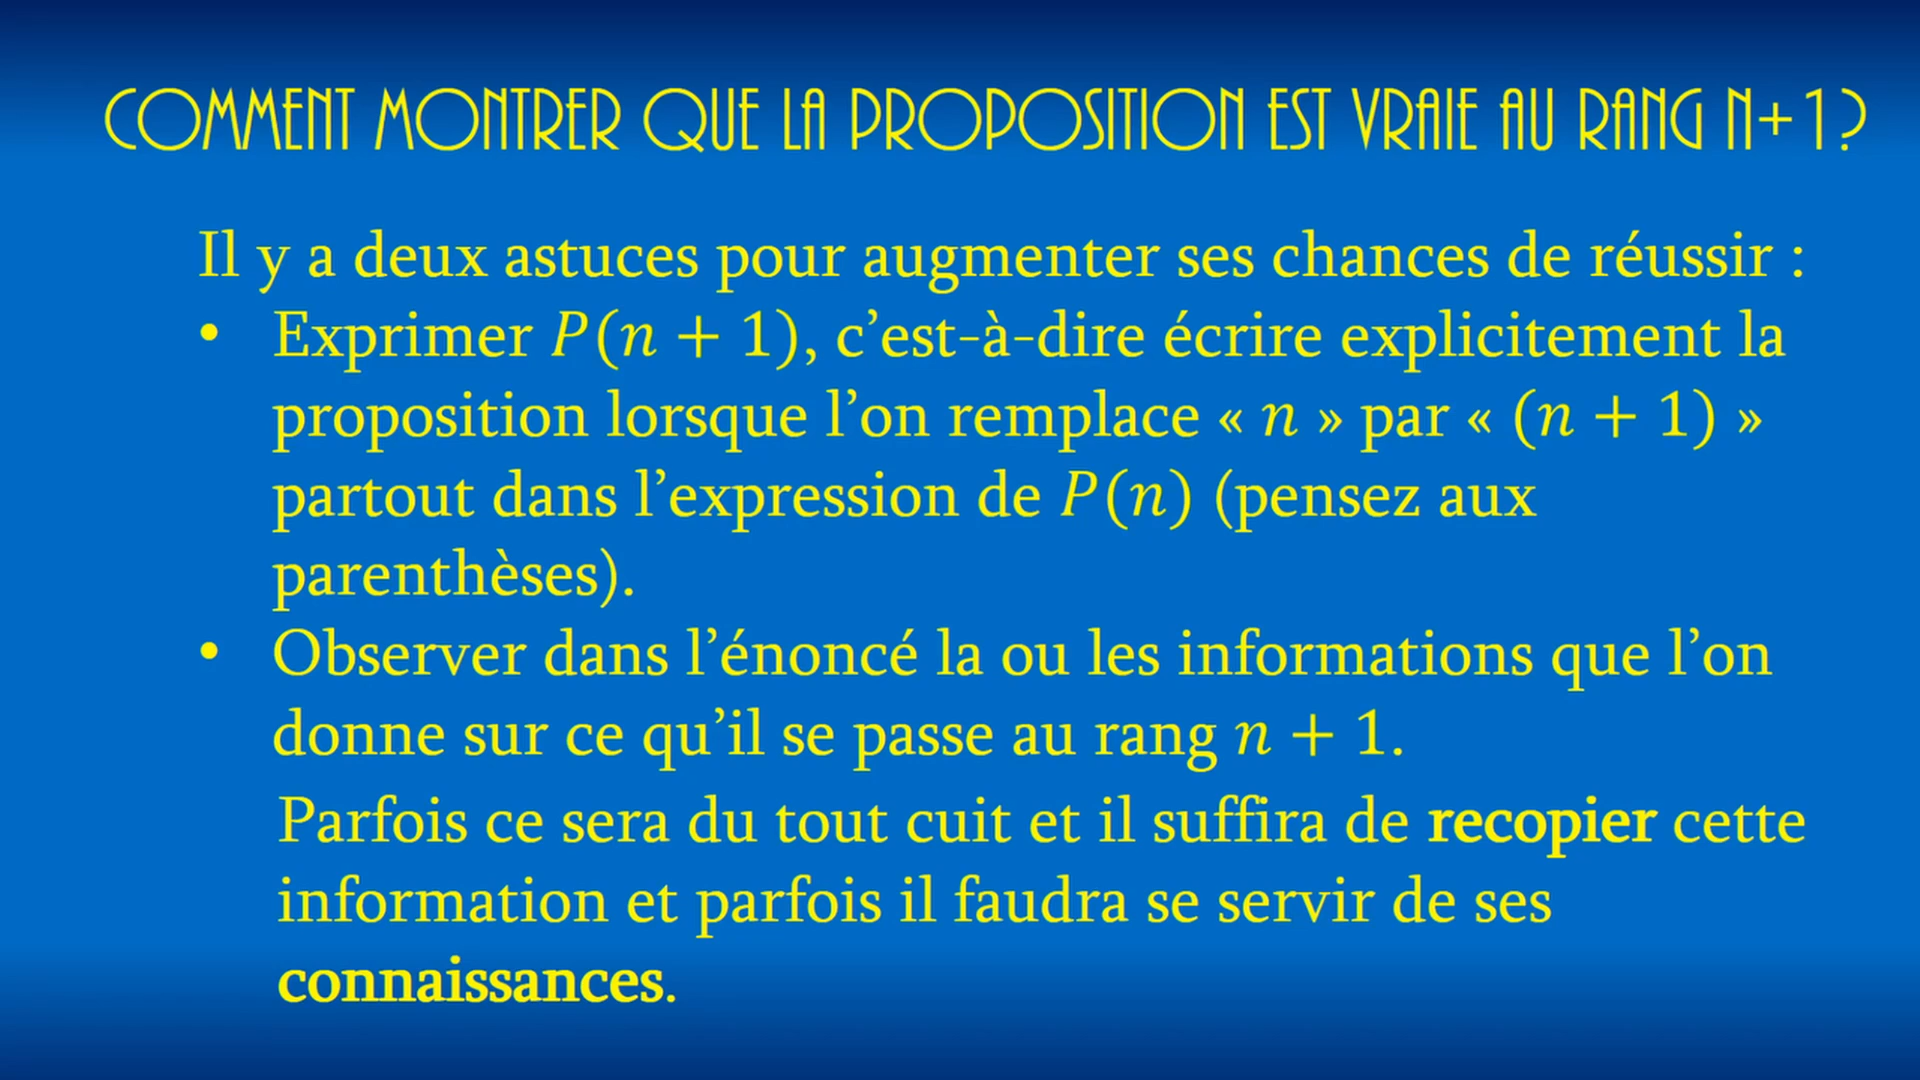 COMMENT MONTRER QUE LA PROPOSITION EST VRAIE AU RANG N+1?
Il y a deux astuces pour augmenter ses chances de réussir :
• Exprimer P(n + 1), c’est-à-dire écrire explicitement la
proposition lorsque l’on remplace « n » par « (n + 1) »
partout dans l’expression de P(n) (pensez aux
parenthèses).
• Observer dans l’énoncé la ou les informations que l’on
donne sur ce qu’il se passe au rang n + 1.
Parfois ce sera du tout cuit et il suffira de recopier cette
information et parfois il faudra se servir de ses
connaissances.